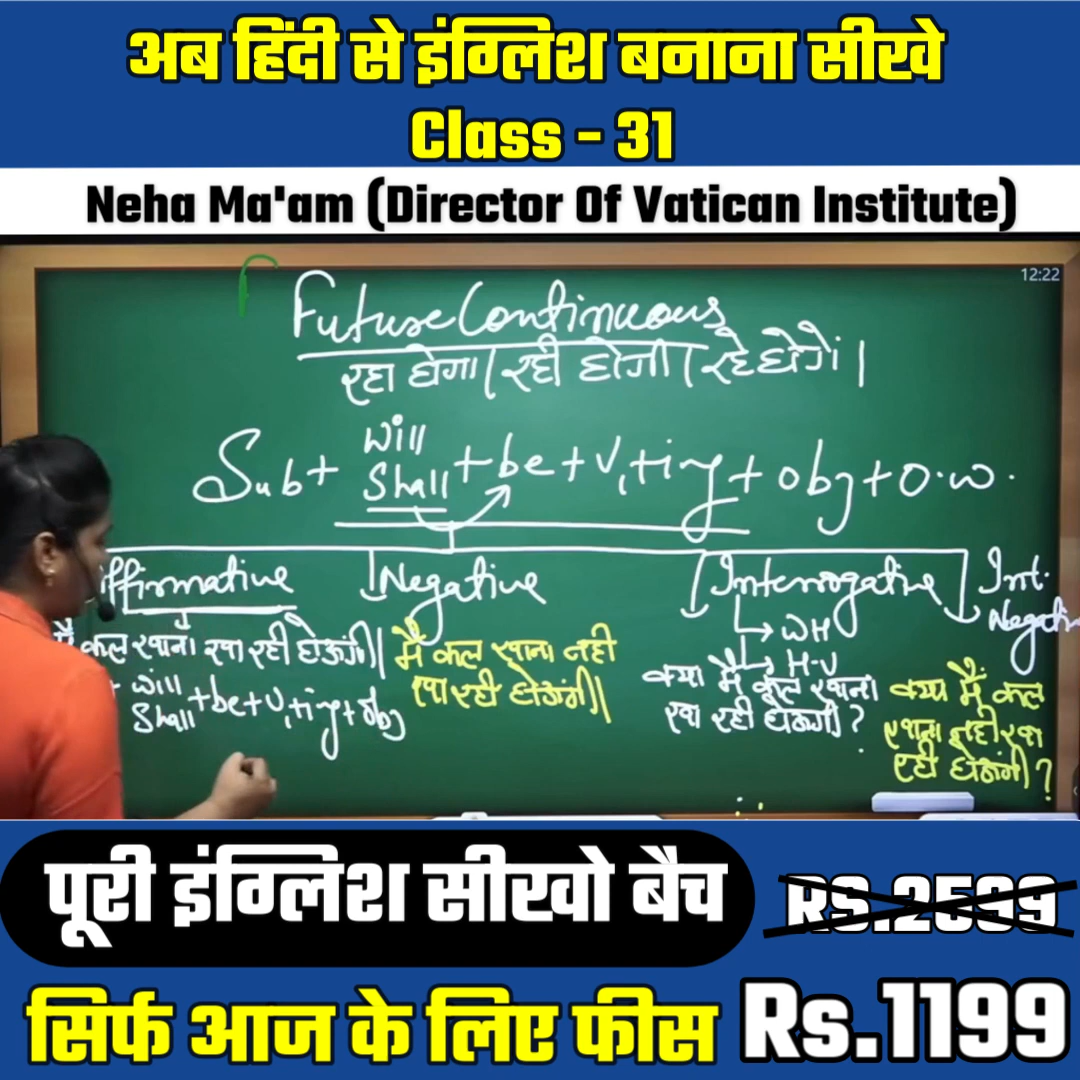 अब हिंदी से इंग्लिश बनाना सीखे
Class - 31
Neha Ma'am (Director Of Vatican Institute)
12:22
Future Continuous
रहा होगा / रही होगी / रहे होगें।
Sub + Will Shall + be + V1 + ing + obj + o.w.
ffirmative Negative Interrogative Int. Negativ
→ WH
→ H.V
मैं कल खाना खा रही होऊंगी।
Will Shall + be + V1 + ing + obj
मैं कल खाना नही
खा रही होऊंगी।
क्या मैं कल खाना
खा रही होऊंगी ?
क्या मैं कल
खाना नही खा
रही होऊंगी ?
पूरी इंग्लिश सीखो बैच
RS.2599
सिर्फ आज के लिए फीस Rs.1199